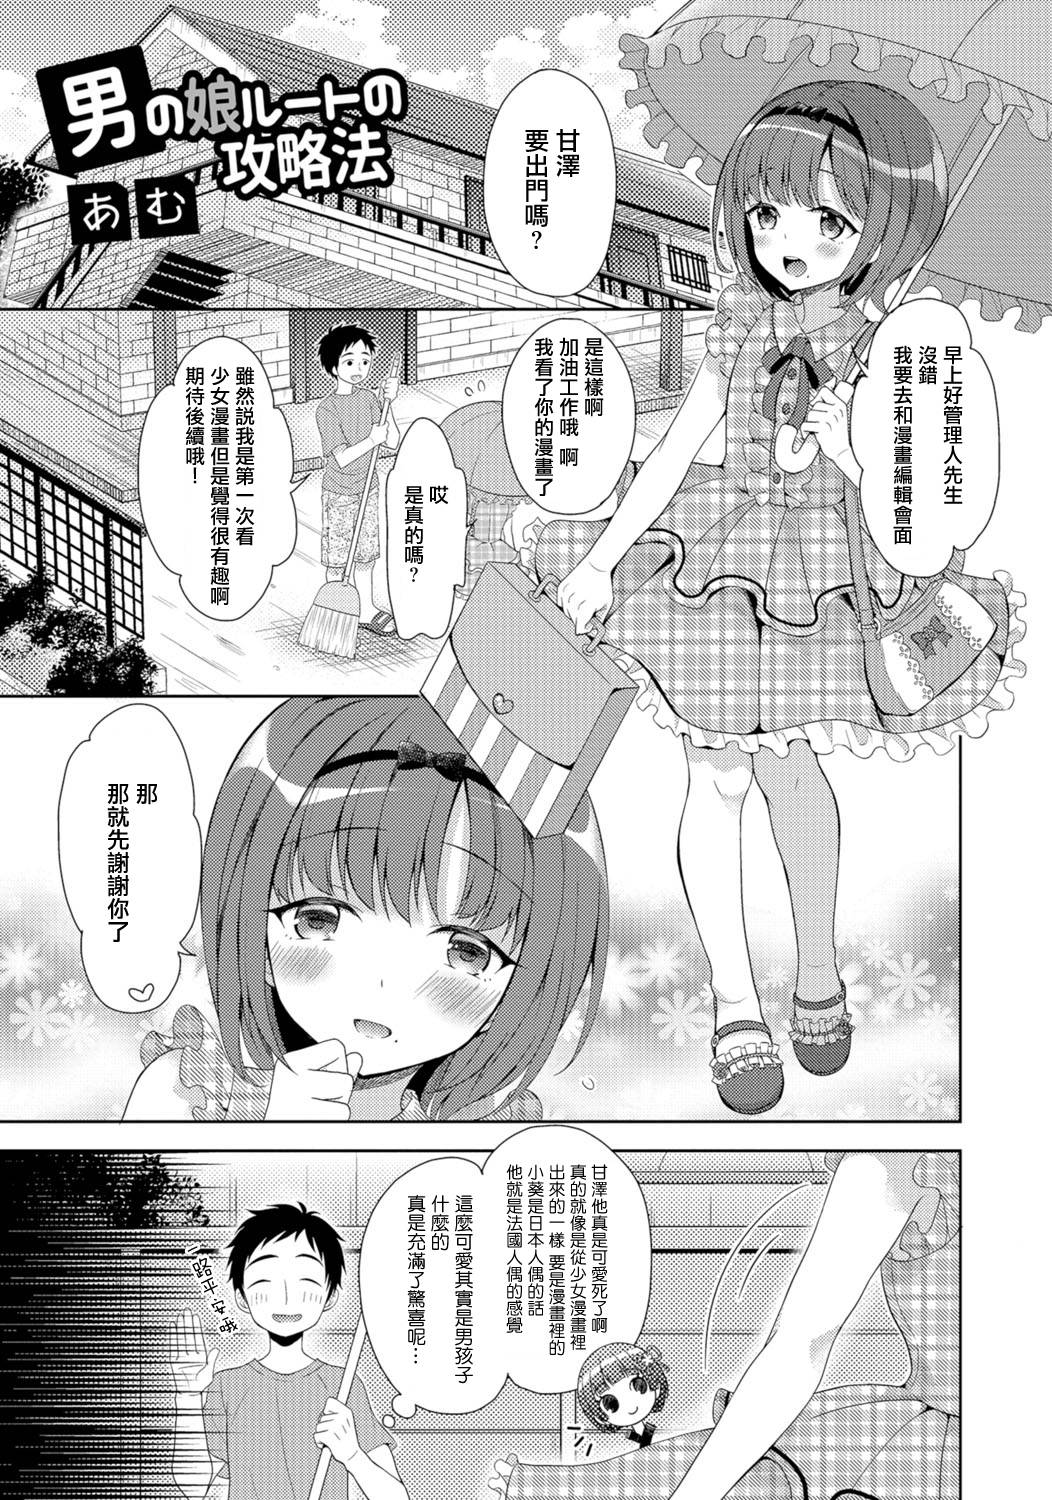 男の娘ルートの
攻略法
あむ
甘澤
要出門嗎?
早上好管理人先生
沒錯
我要去和漫畫編輯會面
是這樣啊
加油工作哦 啊
我看了你的漫畫了
哎
是真的嗎?
雖然說我是第一次看
少女漫畫但是覺得很有趣啊
期待後續哦!
那
那就先謝謝你了
甘澤他真是可愛死了啊
真的就像是從少女漫畫裡
出來的一樣 要是漫畫裡的
小葵是日本人偶的話
他就是法國人偶的感覺
這麼可愛其實是男孩子
什麼的
真是充滿了驚喜呢…
一路平安哦